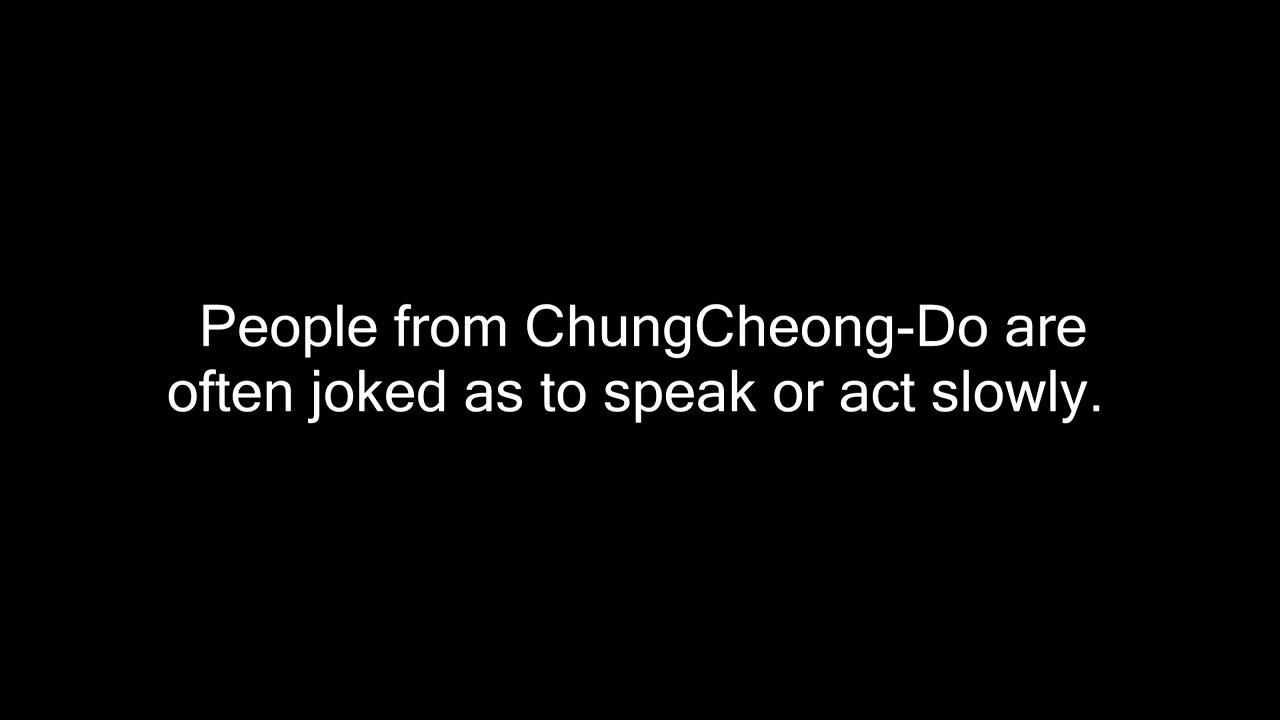 People from ChungCheong-Do are
often joked as to speak or act slowly.